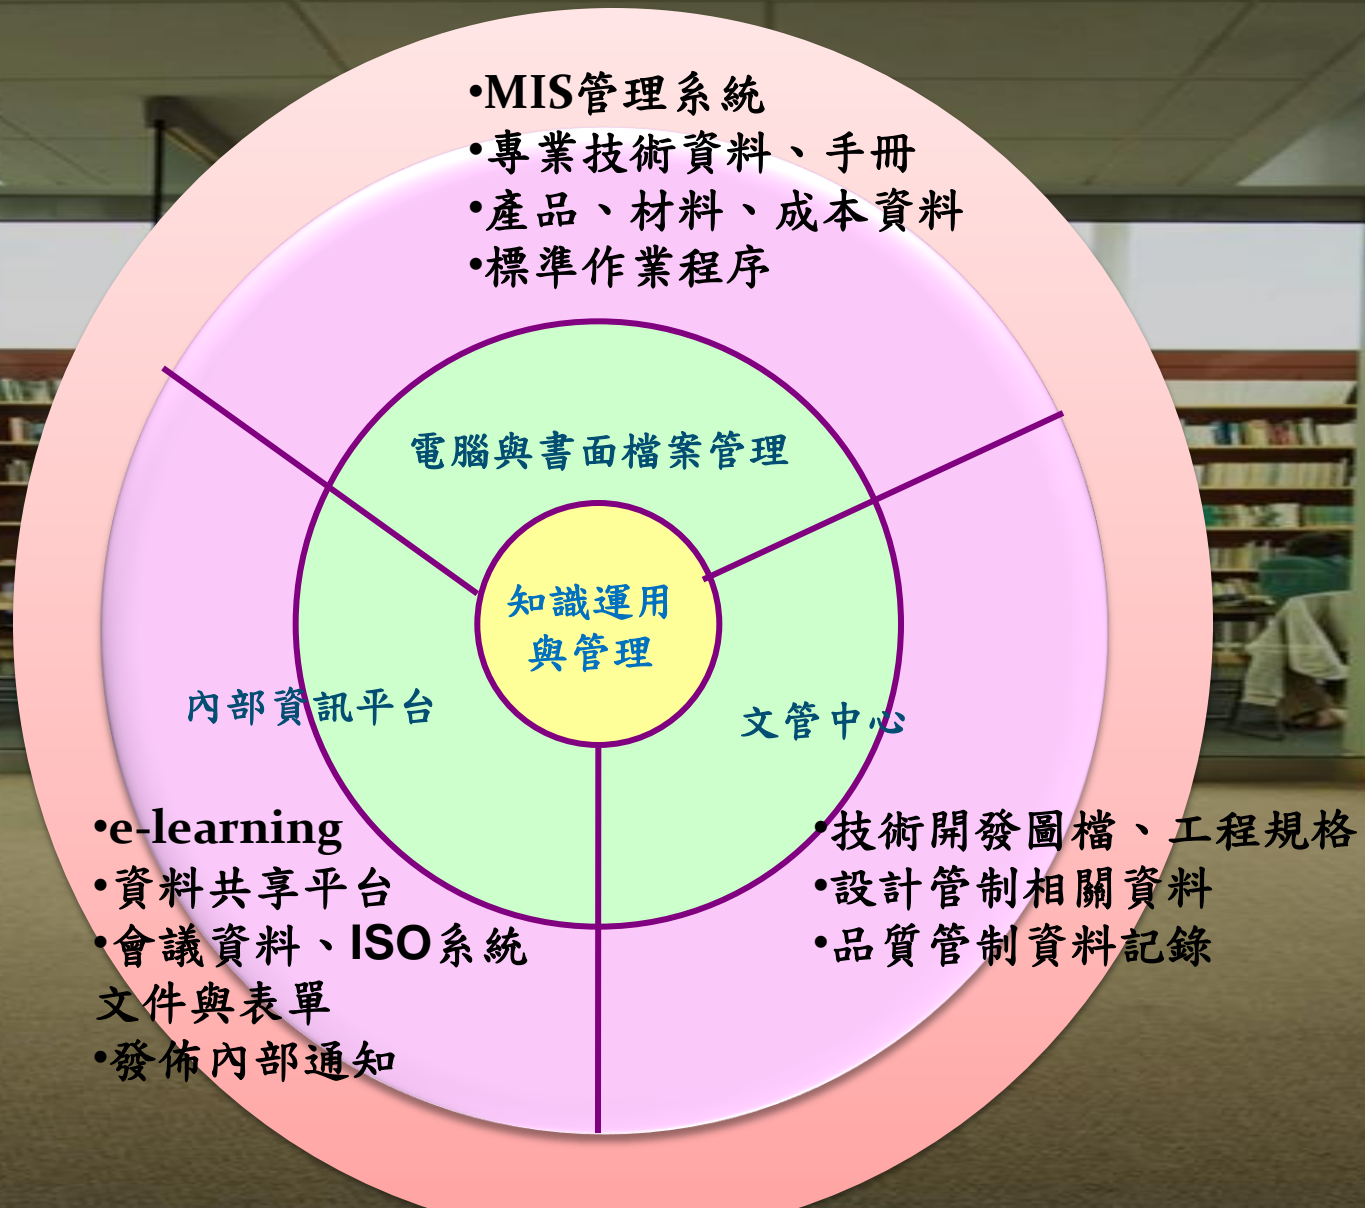 •MIS管理系統
•專業技術資料、手冊
•產品、材料、成本資料
•標準作業程序
電腦與書面檔案管理
知識運用
與管理
內部資訊平台
文管中心
•e-learning
•資料共享平台
•會議資料、ISO系統
文件與表單
•發佈內部通知
•技術開發圖檔、工程規格
•設計管制相關資料
•品質管制資料記錄